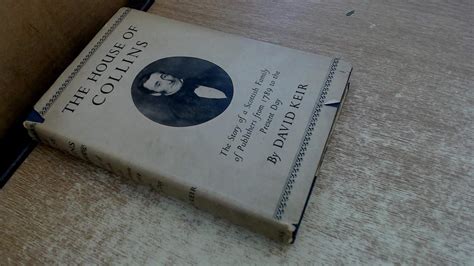 THE HOUSE OF
COLLINS
The Story of a Scottish Family
of Publishers from 1789 to the
Present Day
By DAVID KEIR